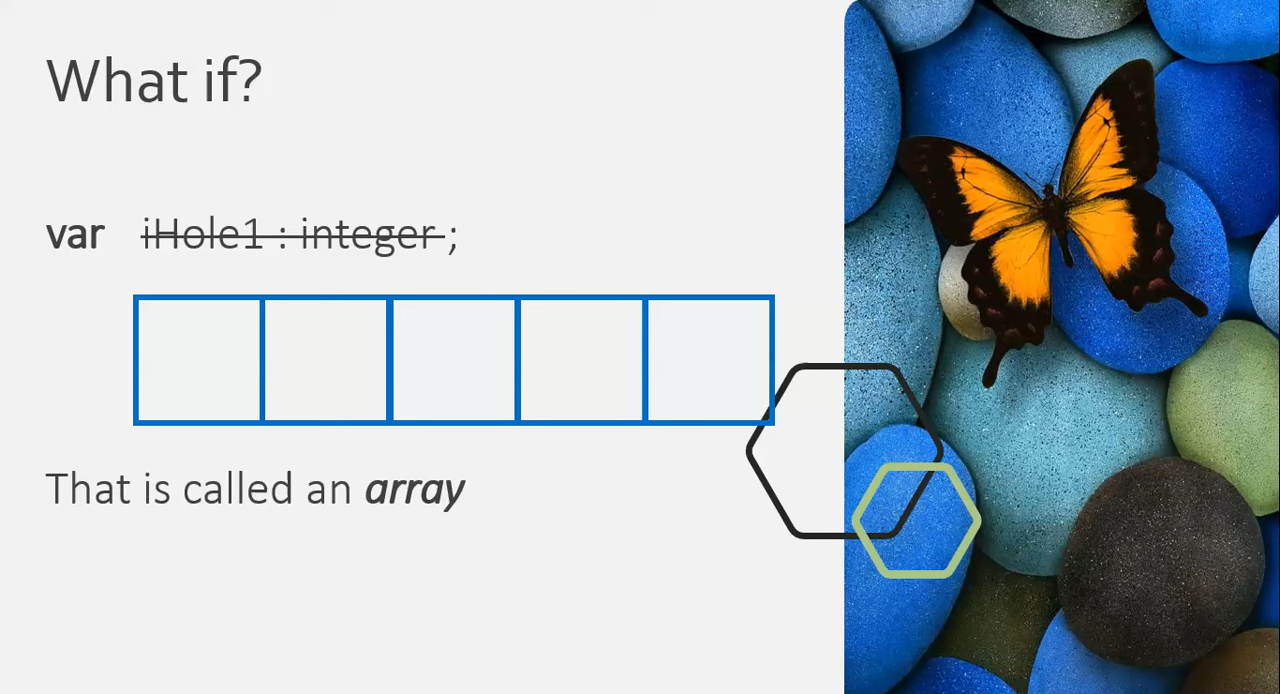 What if?
var iHole1 : integer ;
That is called an array